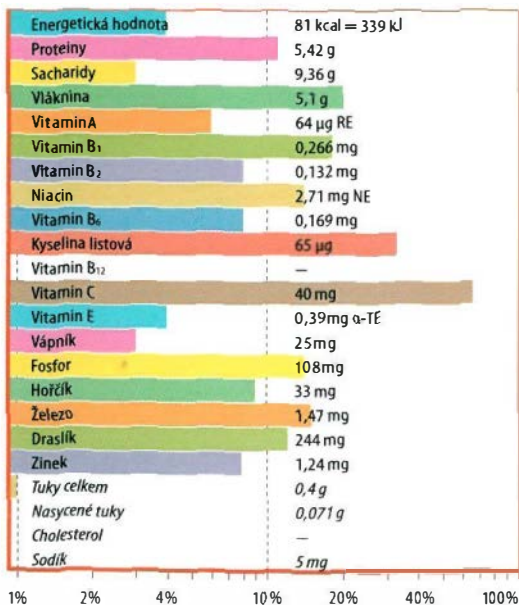 Energetická hodnota 81 kcal = 339 kJ
Proteiny 5,42 g
Sacharidy 9,36 g
Vláknina 5,1 g
Vitamin A 64 µg RE
Vitamin B₁ 0,266 mg
Vitamin B₂ 0,132 mg
Niacin 2,71 mg NE
Vitamin B₆ 0,169 mg
Kyselina listová 65 µg
Vitamin B₁₂ –
Vitamin C 40 mg
Vitamin E 0,39mg α-TE
Vápník 25mg
Fosfor 108mg
Hořčík 33 mg
Železo 1,47 mg
Draslík 244 mg
Zinek 1,24 mg
Tuky celkem 0,4 g
Nasycené tuky 0,071 g
Cholesterol –
Sodík 5 mg
1% 2% 4% 10% 20% 40% 100%